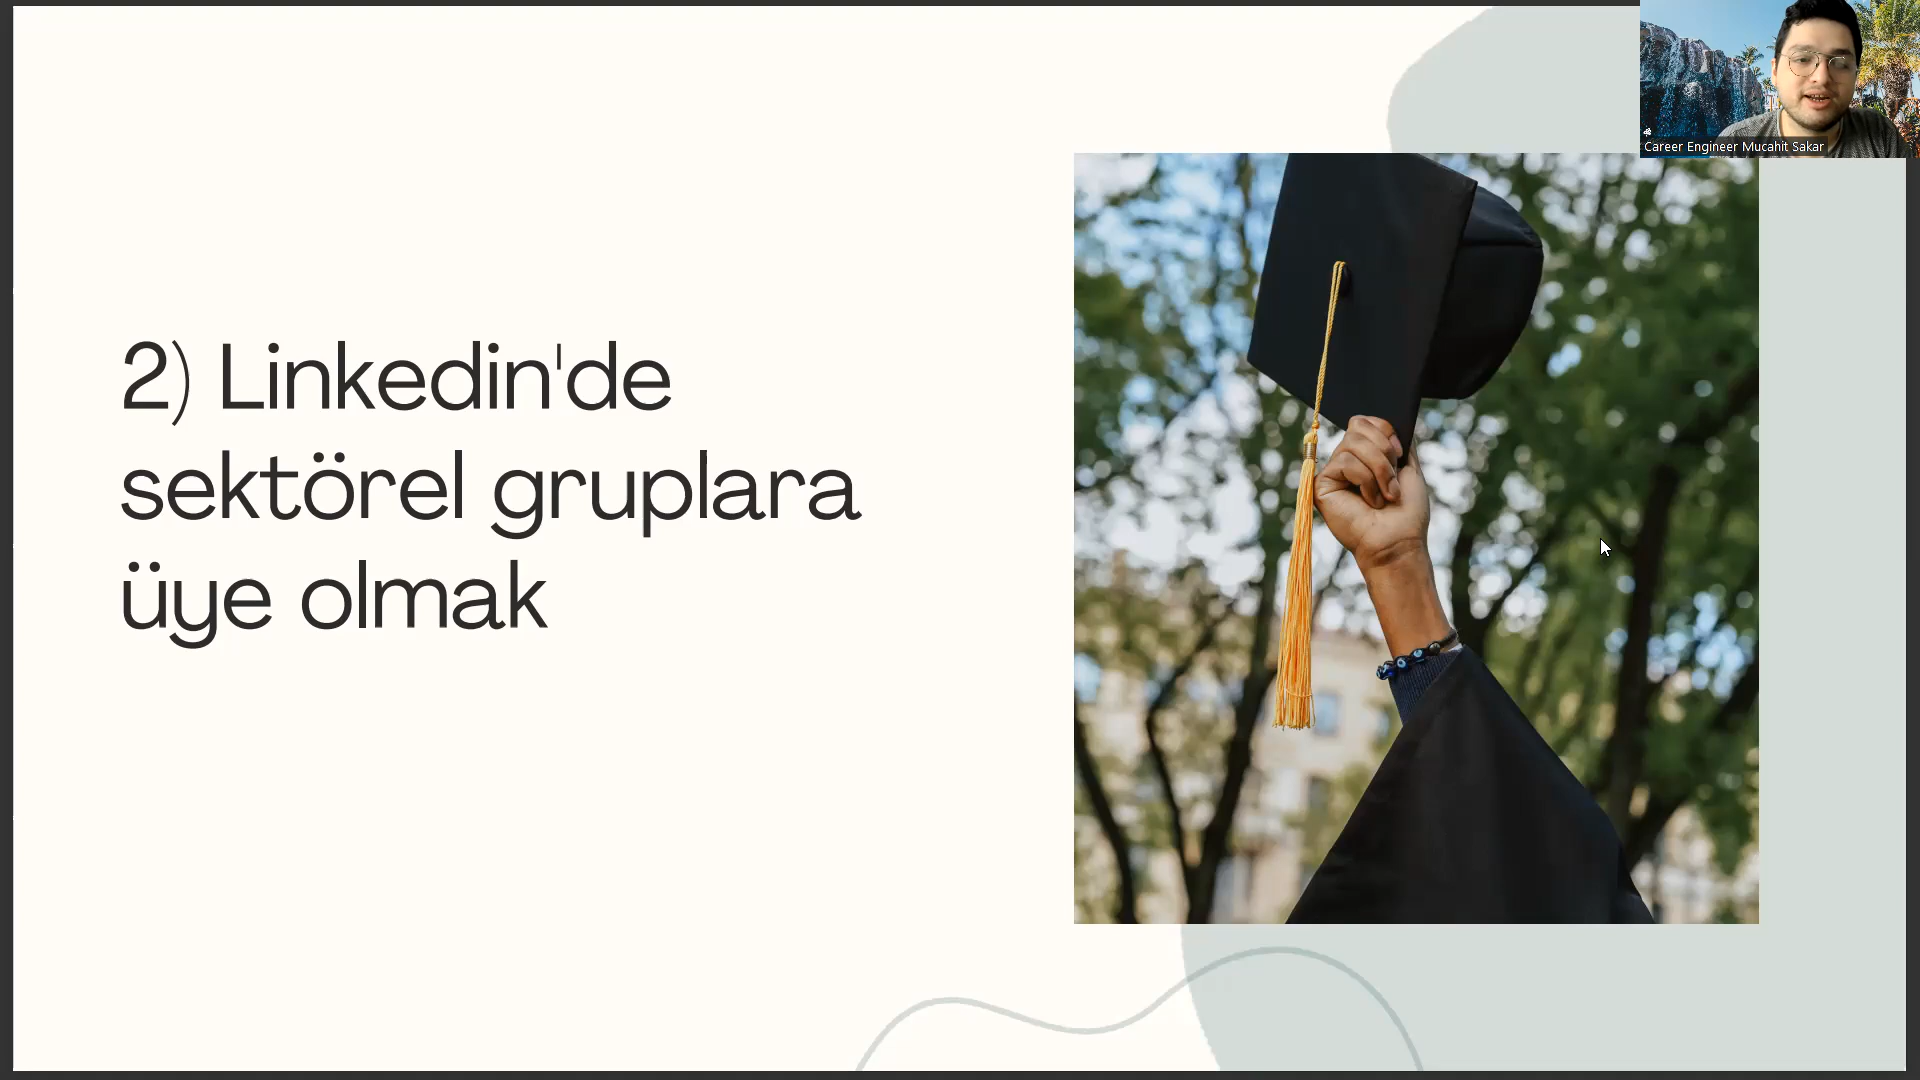 Career Engineer Mucahit Sakar
2) Linkedin'de
sektörel gruplara
üye olmak